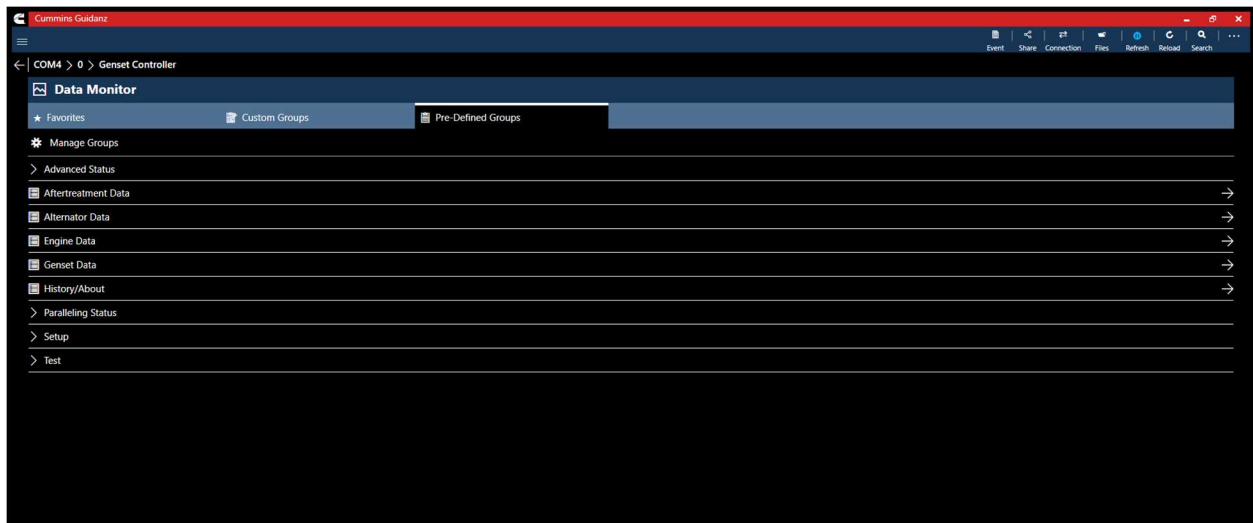 Cummins Guidanz
Event Share Connection Files Refresh Reload Search
COM4 > 0 > Genset Controller
Data Monitor
Favorites Custom Groups Pre-Defined Groups
Manage Groups
Advanced Status
Aftertreatment Data
Alternator Data
Engine Data
Genset Data
History/About
Paralleling Status
Setup
Test